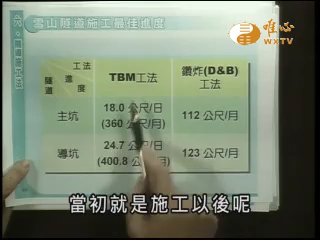 唯心
WXTV
雪山隧道施工最佳進度
工法
進
隧道 度
TBM工法
鑽炸(D&B)
工法
主坑
18.0 公尺/日
(360 公尺/月)
112 公尺/月
導坑
24.7 公尺/日
(400.8 公尺/月)
123 公尺/月
當初就是施工以後呢